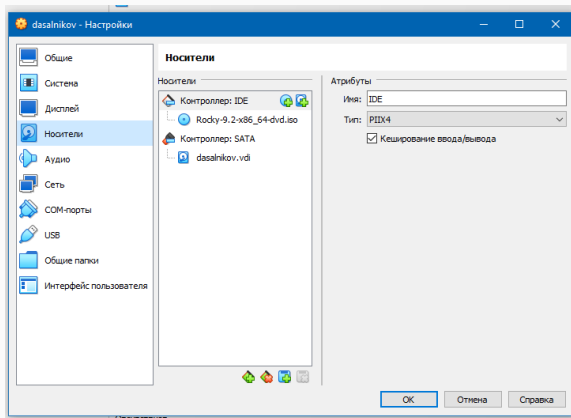 dasalnikov - Настройки
Общие
Система
Дисплей
Носители
Аудио
Сеть
COM-порты
USB
Общие папки
Интерфейс пользователя
Носители
Носители
Контроллер: IDE
Rocky-9.2-x86_64-dvd.iso
Контроллер: SATA
dasalnikov.vdi
Атрибуты
Имя: IDE
Тип: PIIX4
Кеширование ввода/вывода
OK Отмена Справка